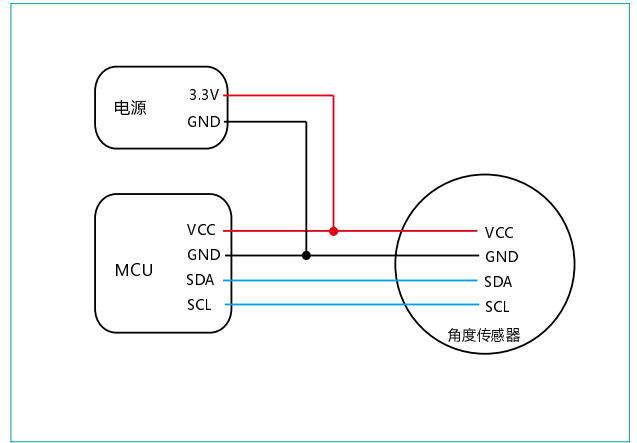 电源
3.3V
GND
MCU
VCC
GND
SDA
SCL
VCC
GND
SDA
SCL
角度传感器